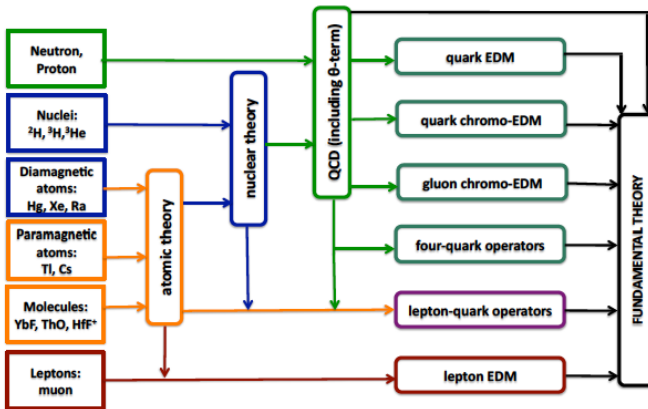 Neutron,
Proton
Nuclei:
²H, ³H,³He
Diamagnetic
atoms:
Hg, Xe, Ra
Paramagnetic
atoms:
Tl, Cs
Molecules:
YbF, ThO, HfF⁺
Leptons:
muon
atomic theory
nuclear theory
QCD (including θ-term)
quark EDM
quark chromo-EDM
gluon chromo-EDM
four-quark operators
lepton-quark operators
lepton EDM
FUNDAMENTAL THEORY